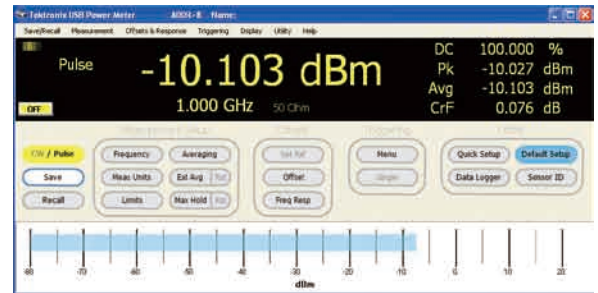 Tektronix USB Power Meter
Save/Recall Measurement Offsets & Response Triggering Display Utility Help
Pulse
-10.103 dBm
1.000 GHz 50 Ohm
DC 100.000 %
Pk -10.027 dBm
Avg -10.103 dBm
CrF 0.076 dB
OFF
CW / Pulse Frequency Averaging Menu Quick Setup Default Setup
Save Meas Units Ext Avg Offset Data Logger Sensor ID
Recall Limits Max Hold Freq Resp
-80 -70 -60 -50 -40 -30 -20 -10 0 10 20
dBm